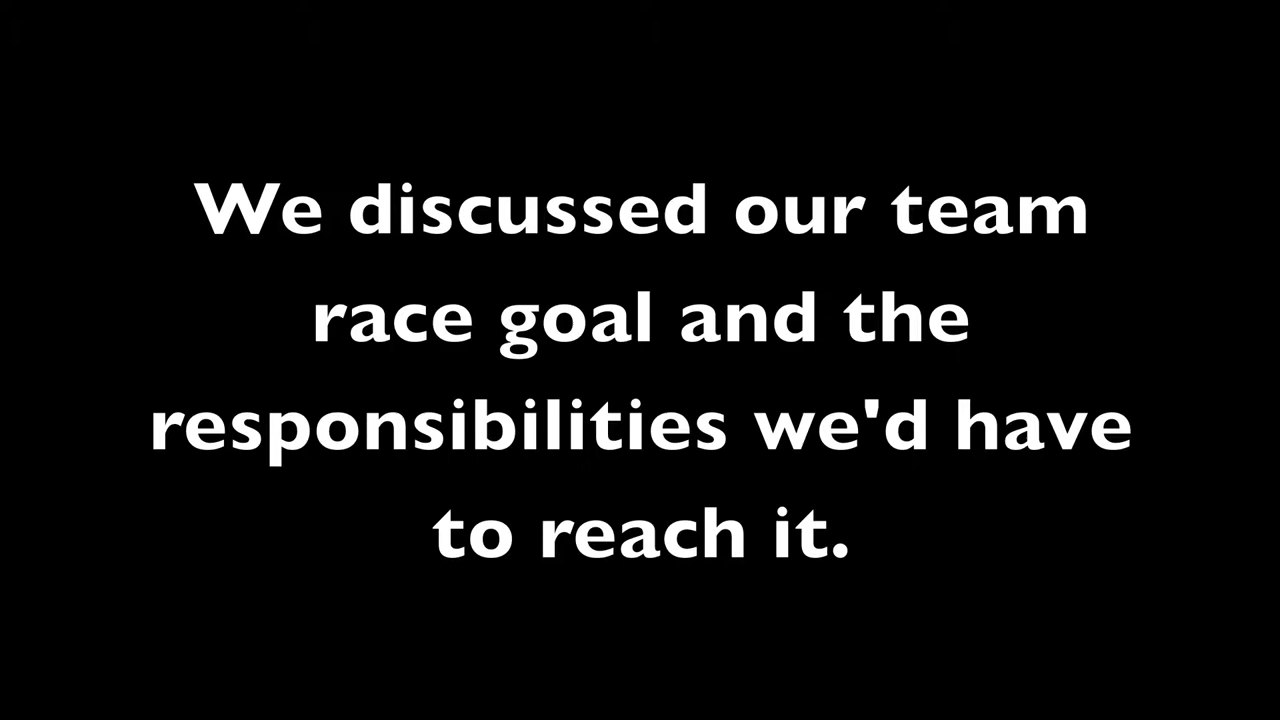 We discussed our team
race goal and the
responsibilities we'd have
to reach it.